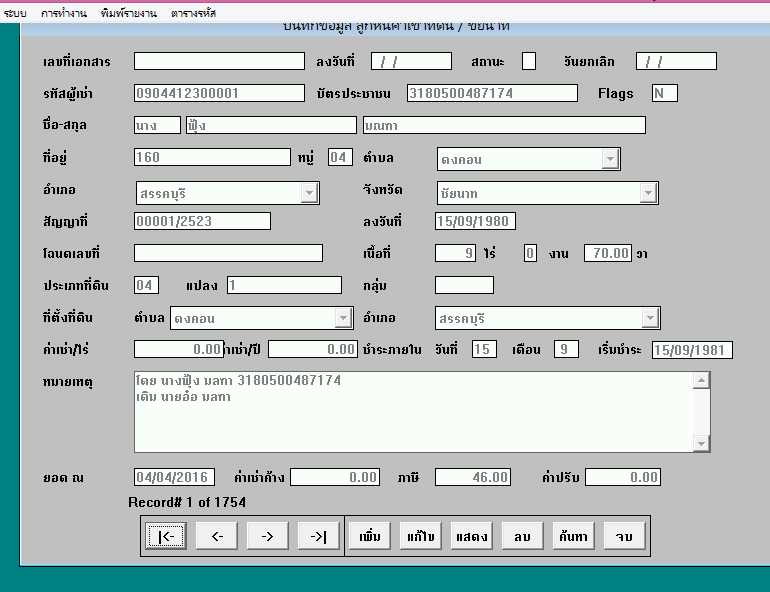 ระบบ การทำงาน พิมพ์รายงาน ตารางรหัส
บันทึกข้อมูล ลูกหนี้ค่าเช่าที่ดิน / ชัยนาท
เลขที่เอกสาร ลงวันที่ / / สถานะ วันยกเลิก / /
รหัสผู้เช่า 0904412300001 บัตรประชาชน 3180500487174 Flags N
ชื่อ-สกุล นาง ฟุ้ง มณฑา
ที่อยู่ 160 หมู่ 04 ตำบล ดงคอน
อำเภอ สรรคบุรี จังหวัด ชัยนาท
สัญญาที่ 00001/2523 ลงวันที่ 15/09/1980
โฉนดเลขที่ เนื้อที่ 9 ไร่ 0 งาน 70.00 วา
ประเภทที่ดิน 04 แปลง 1 กลุ่ม
ที่ตั้งที่ดิน ตำบล ดงคอน อำเภอ สรรคบุรี
ค่าเช่า/ไร่ 0.00 ค่าเช่า/ปี 0.00 ชำระภายใน วันที่ 15 เดือน 9 เริ่มชำระ 15/09/1981
หมายเหตุ โดย นางฟุ้ง มลฑา 3180500487174
เดิม นายอ๋อ มลฑา
ยอด ณ 04/04/2016 ค่าเช่าค้าง 0.00 ภาษี 46.00 ค่าปรับ 0.00
Record# 1 of 1754
|<- <- -> ->| เพิ่ม แก้ไข แสดง ลบ ค้นหา จบ